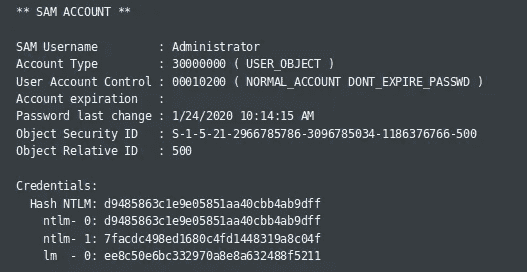 ** SAM ACCOUNT **
SAM Username         : Administrator
Account Type         : 30000000 ( USER_OBJECT )
User Account Control : 00010200 ( NORMAL_ACCOUNT DONT_EXPIRE_PASSWD )
Account expiration   :
Password last change : 1/24/2020 10:14:15 AM
Object Security ID   : S-1-5-21-2966785786-3096785034-1186376766-500
Object Relative ID   : 500
Credentials:
  Hash NTLM: d9485863c1e9e05851aa40cbb4ab9dff
    ntlm- 0: d9485863c1e9e05851aa40cbb4ab9dff
    ntlm- 1: 7facdc498ed1680c4fd1448319a8c04f
    lm  - 0: ee8c50e6bc332970a8e8a632488f5211